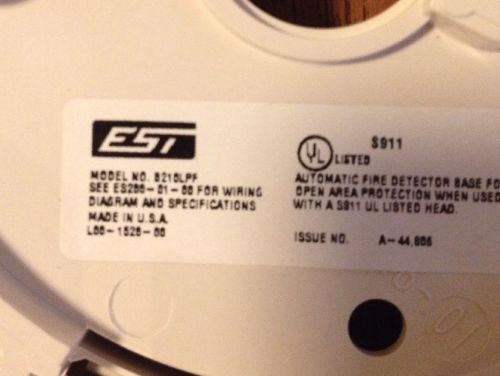 EST
MODEL NO. B210LPF
SEE ES286-01-00 FOR WIRING
DIAGRAM AND SPECIFICATIONS
MADE IN U.S.A.
L06-1526-00
UL LISTED
S911
AUTOMATIC FIRE DETECTOR BASE FO
OPEN AREA PROTECTION WHEN USED
WITH A S911 UL LISTED HEAD.
ISSUE NO. A-44,806